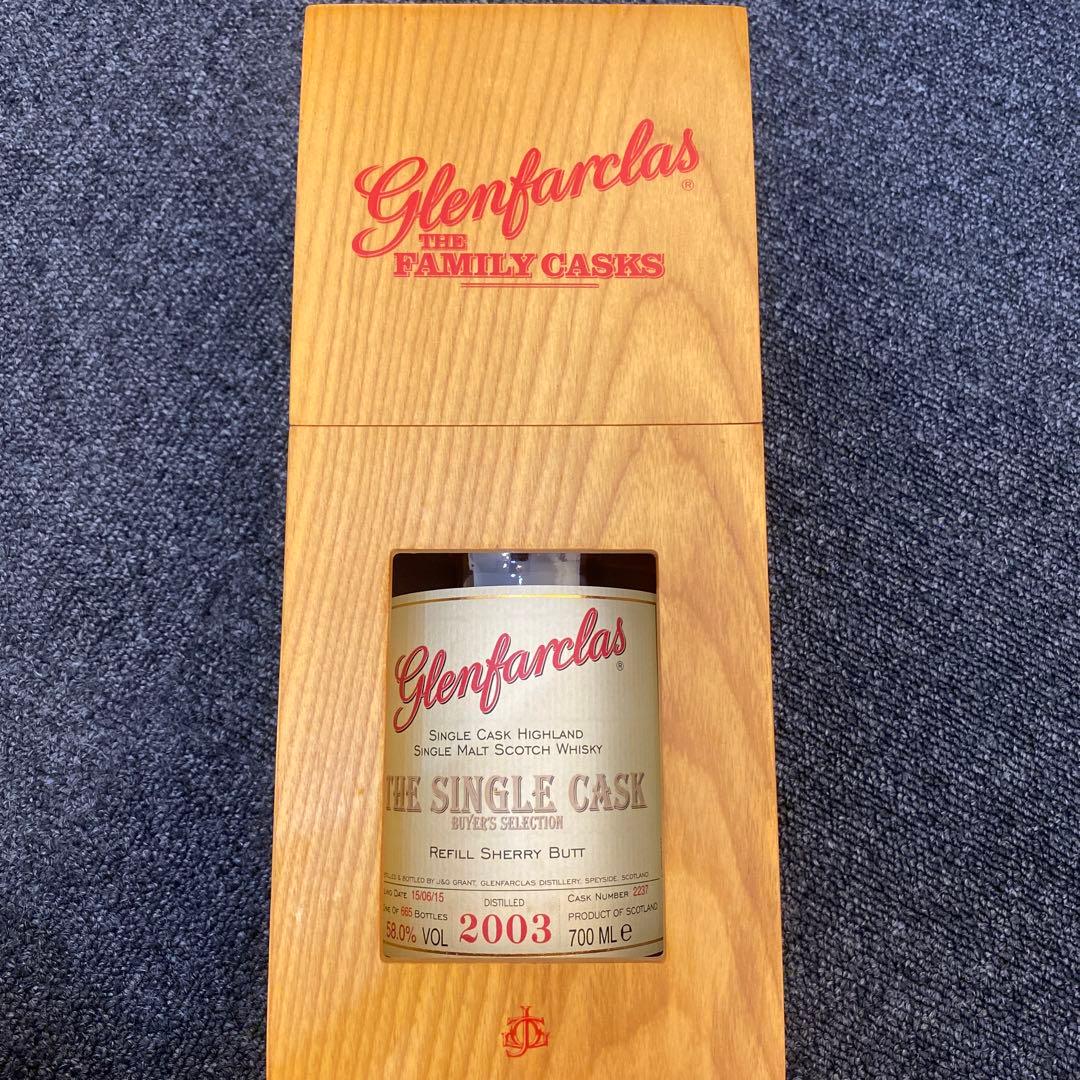 Glenfarclas®
THE
FAMILY CASKS
Glenfarclas®
SINGLE CASK HIGHLAND
SINGLE MALT SCOTCH WHISKY
THE SINGLE CASK
BUYER'S SELECTION
REFILL SHERRY BUTT
& BOTTLED BY J&G GRANT, GLENFARCLAS DISTILLERY, SPEYSIDE, SCOTLAND
DATE 15/06/15
OF 665 BOTTLES
58.0% VOL
DISTILLED
2003
CASK NUMBER 2237
PRODUCT OF SCOTLAND
700 ML e